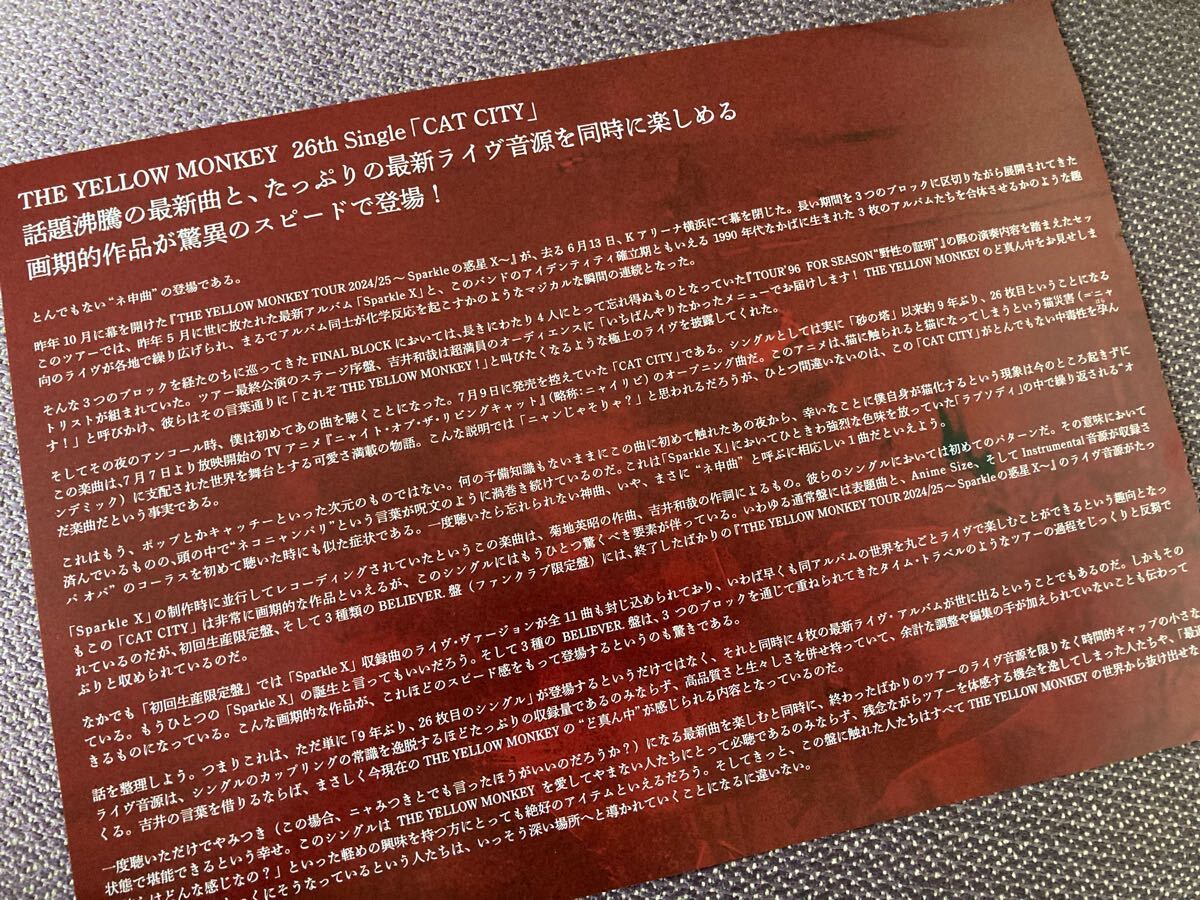 THE YELLOW MONKEY 26th Single「CAT CITY」
話題沸騰の最新曲と、たっぷりの最新ライヴ音源を同時に楽しめる
画期的作品が驚異のスピードで登場！
とんでもない“ネ申曲”の登場である。
昨年10月に幕を開けた『THE YELLOW MONKEY TOUR 2024/25～Sparkleの惑星X～』が、去る6月13日、Kアリーナ横浜にて幕を閉じた。長い期間を3つのブロックに区切りながら展開されてきた
このツアーでは、昨年5月に世に放たれた最新アルバム「Sparkle X」と、このバンドのアイデンティティ確立期ともいえる1990年代なかばに生まれた3枚のアルバムたちを合体させるかのような趣
向のライヴが各地で繰り広げられ、まるでアルバム同士が化学反応を起こすかのようなマジカルな瞬間の連続となった。
そんな3つのブロックを経たのちに巡ってきたFINAL BLOCKにおいては、長きにわたり4人にとって忘れ得ぬものとなっていた『TOUR'96 FOR SEASON“野性の証明”』の際の演奏内容を踏まえたセッ
トリストが組まれていた。ツアー最終公演のステージ序盤、吉井和哉は超満員のオーディエンスに「いちばんやりたかったメニューでお届けします！ THE YELLOW MONKEYのど真ん中をお見せしま
す！」と呼びかけ、彼らはその言葉通りに「これぞTHE YELLOW MONKEY！」と叫びたくなるような極上のライヴを披露してくれた。
そしてその夜のアンコール時、僕は初めてあの曲を聴くことになった。7月9日に発売を控えていた「CAT CITY」である。シングルとしては実に「砂の塔」以来約9年ぶり、26枚目ということになる
この楽曲は、7月7日より放映開始のTVアニメ『ニャイト・オブ・ザ・リビングキャット』（略称：ニャイリビ）のオープニング曲だ。このアニメは、猫に触られると猫になってしまうという猫災害（＝ニャ
ンデミック）に支配された世界を舞台とする可愛さ満載の物語。こんな説明では「ニャンじゃそりゃ？」と思われるだろうが、ひとつ間違いないのは、この「CAT CITY」がとんでもない中毒性を孕ん
だ楽曲だという事実である。
これはもう、ポップとかキャッチーといった次元のものではない。何の予備知識もないままにこの曲に初めて触れたあの夜から、幸いなことに僕自身が猫化するという現象は今のところ起きずに
済んでいるものの、頭の中で“ネコニャンバリ”という言葉が呪文のように渦巻き続けているのだ。これは「Sparkle X」においてひときわ強烈な色味を放っていた「ラプソディ」の中で繰り返される“オ
パ オパ”のコーラスを初めて聴いた時にも似た症状である。一度聴いたら忘れられない神曲、いや、まさに“ネ申曲”と呼ぶに相応しい1曲だといえよう。
「Sparkle X」の制作時に並行してレコーディングされていたというこの楽曲は、菊地英昭の作曲、吉井和哉の作詞によるもの。彼らのシングルにおいては初めてのパターンだ。その意味において
もこの「CAT CITY」は非常に画期的な作品といえるが、このシングルにはもうひとつ驚くべき要素が伴っている。いわゆる通常盤には表題曲と、Anime Size、そしてInstrumental音源が収録さ
れているのだが、初回生産限定盤、そして3種類のBELIEVER.盤（ファンクラブ限定盤）には、終了したばかりの『THE YELLOW MONKEY TOUR 2024/25～Sparkleの惑星X～』のライヴ音源がたっ
ぷりと収められているのだ。
なかでも「初回生産限定盤」では「Sparkle X」収録曲のライヴ・ヴァージョンが全11曲も封じ込められており、いわば早くも同アルバムの世界を丸ごとライヴで楽しむことができるという趣向となっ
ている。もうひとつの「Sparkle X」の誕生と言ってもいいだろう。そして3種のBELIEVER.盤は、3つのブロックを通じて重ねられてきたタイム・トラベルのようなツアーの過程をじっくりと反芻で
きるものになっている。こんな画期的な作品が、これほどのスピード感をもって登場するというのも驚きである。
話を整理しよう。つまりこれは、ただ単に「9年ぶり、26枚目のシングル」が登場するというだけではなく、それと同時に4枚の最新ライヴ・アルバムが世に出るということでもあるのだ。しかもその
ライヴ音源は、シングルのカップリングの常識を逸脱するほどたっぷりの収録量であるのみならず、高品質さと生々しさを併せ持っていて、余計な調整や編集の手が加えられていないことも伝わって
くる。吉井の言葉を借りるならば、まさしく今現在のTHE YELLOW MONKEYの“ど真ん中”が感じられる内容となっているのだ。
一度聴いただけでやみつき（この場合、ニャみつきとでも言ったほうがいいのだろうか？）になる最新曲を楽しむと同時に、終わったばかりのツアーのライヴ音源を限りなく時間的ギャップの小さな
状態で堪能できるという幸せ。このシングルはTHE YELLOW MONKEYを愛してやまない人たちにとって必聴であるのみならず、残念ながらツアーを体感する機会を逸してしまった人たちや、「最
はどんな感じなの？」といった軽めの興味を持つ方にとっても絶好のアイテムといえるだろう。そしてきっと、この盤に触れた人たちはすべてTHE YELLOW MONKEYの世界から抜け出せな
くにそうなっているという人たちは、いっそう深い場所へと導かれていくことになるに違いない。